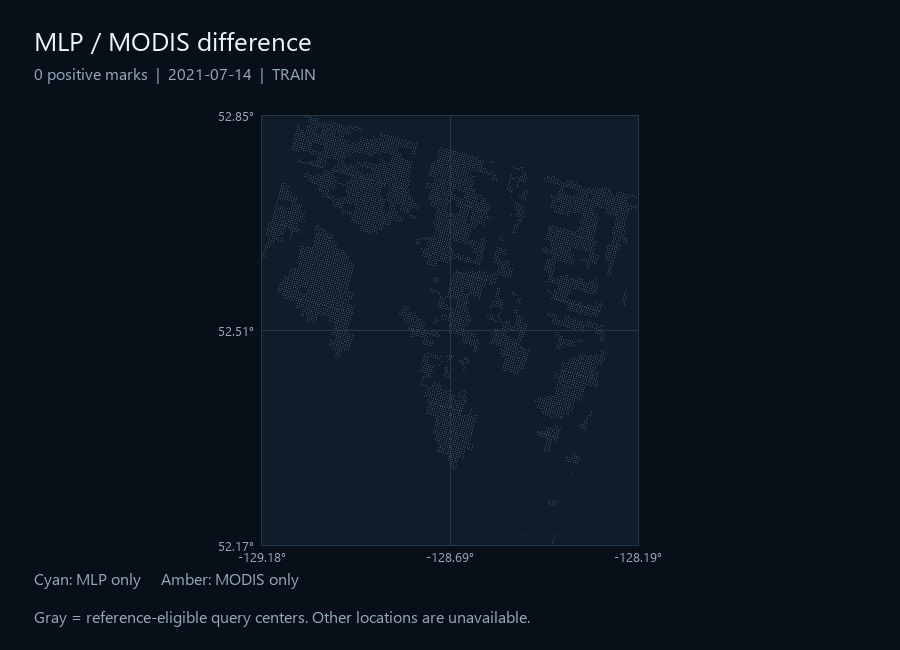 MLP / MODIS difference
0 positive marks | 2021-07-14 | TRAIN
52.85°
52.51°
52.17°
-129.18° -128.69° -128.19°
Cyan: MLP only Amber: MODIS only
Gray = reference-eligible query centers. Other locations are unavailable.